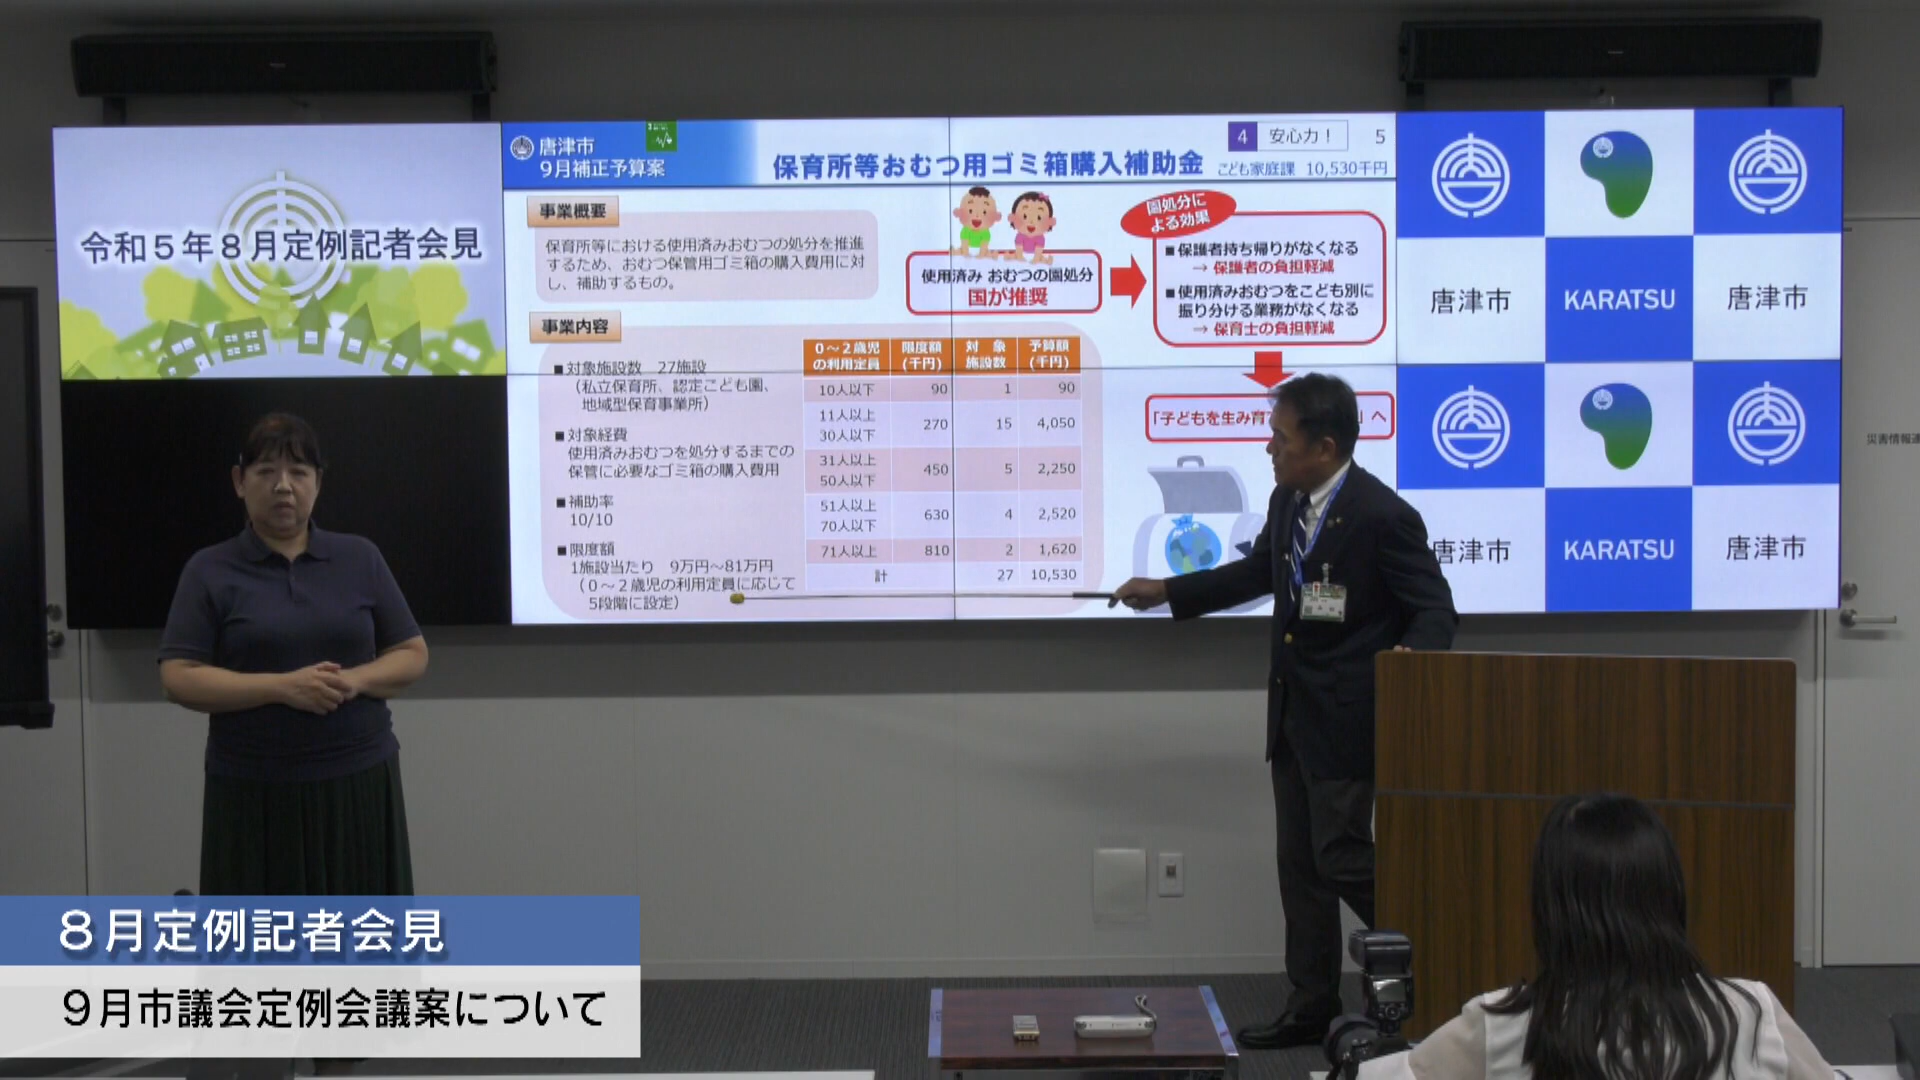 令和５年８月定例記者会見
唐津市
９月補正予算案
保育所等おむつ用ゴミ箱購入補助金
4 安心力！ 5
こども家庭課 10,530千円
事業概要
保育所等における使用済みおむつの処分を推進
するため、おむつ保管用ゴミ箱の購入費用に対
し、補助するもの。
使用済み おむつの園処分
国が推奨
園処分に
よる効果
■保護者持ち帰りがなくなる
→ 保護者の負担軽減
■使用済みおむつをこども別に
振り分ける業務がなくなる
→ 保育士の負担軽減
「子どもを生み育
」へ
事業内容
■対象施設数　27施設
（私立保育所、認定こども園、
地域型保育事業所）
■対象経費
使用済みおむつを処分するまでの
保管に必要なゴミ箱の購入費用
■補助率
10/10
■限度額
1施設当たり　9万円～81万円
（０～２歳児の利用定員に応じて
5段階に設定）
０～２歳児の利用定員 限度額(千円) 対象施設数 予算額(千円)
10人以下 90 1 90
11人以上30人以下 270 15 4,050
31人以上50人以下 450 5 2,250
51人以上70人以下 630 4 2,520
71人以上 810 2 1,620
計 27 10,530
唐津市 KARATSU 唐津市
唐津市 KARATSU 唐津市
８月定例記者会見
９月市議会定例会議案について